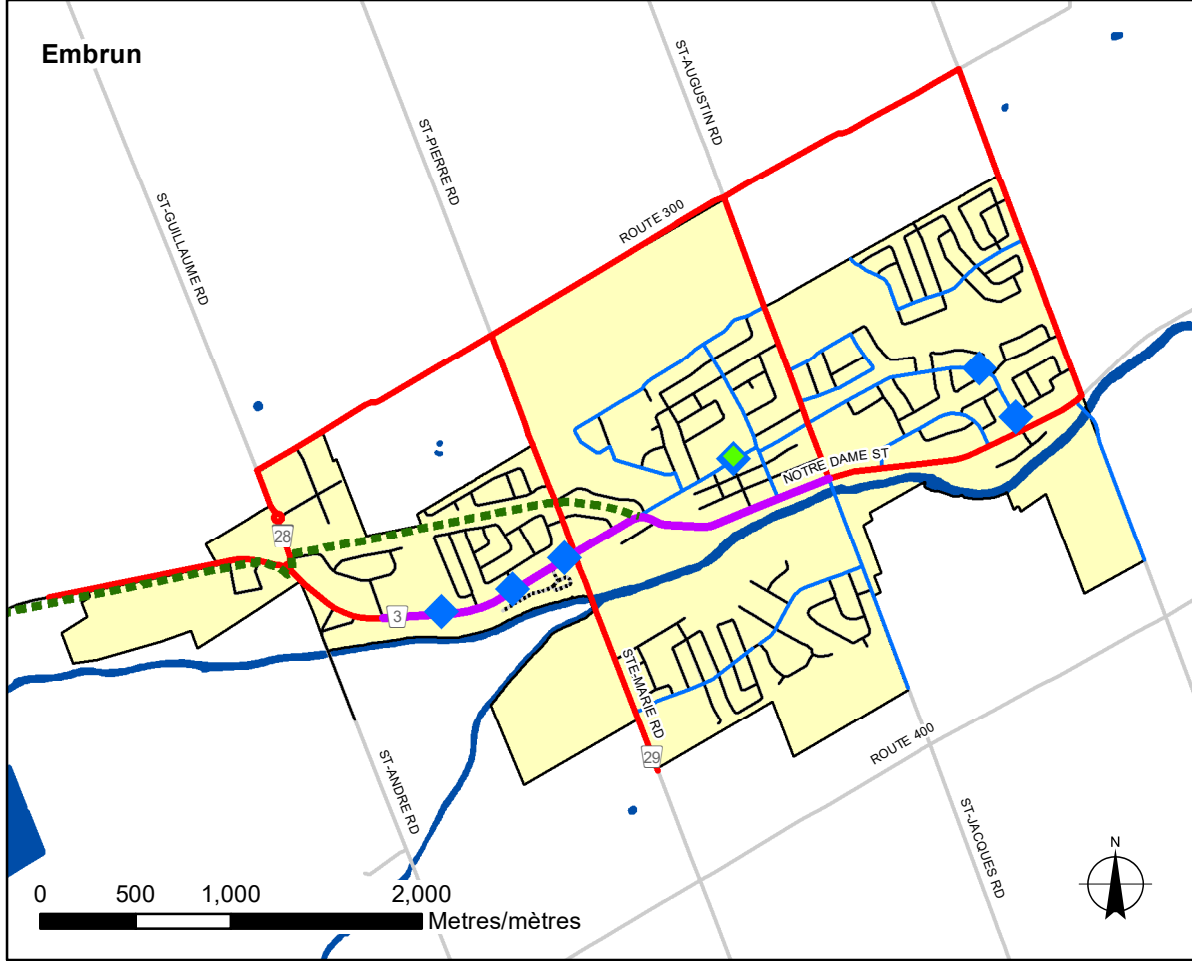 Embrun
ST-AUGUSTIN RD
ST-PIERRE RD
ST-GUILLAUME RD
ROUTE 300
NOTRE DAME ST
28
3
STE-MARIE RD
29
ROUTE 400
ST-ANDRE RD
ST-JACQUES RD
N
0 500 1,000 2,000
Metres/mètres